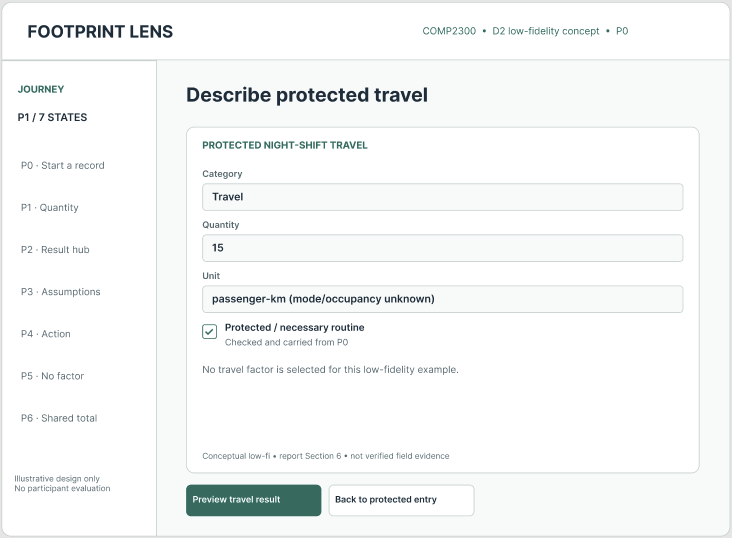 FOOTPRINT LENS
COMP2300 • D2 low-fidelity concept • P0
JOURNEY
P1 / 7 STATES
P0 · Start a record
P1 · Quantity
P2 · Result hub
P3 · Assumptions
P4 · Action
P5 · No factor
P6 · Shared total
Illustrative design only
No participant evaluation
Describe protected travel
PROTECTED NIGHT-SHIFT TRAVEL
Category
Travel
Quantity
15
Unit
passenger-km (mode/occupancy unknown)
Protected / necessary routine
Checked and carried from P0
No travel factor is selected for this low-fidelity example.
Conceptual low-fi • report Section 6 • not verified field evidence
Preview travel result
Back to protected entry